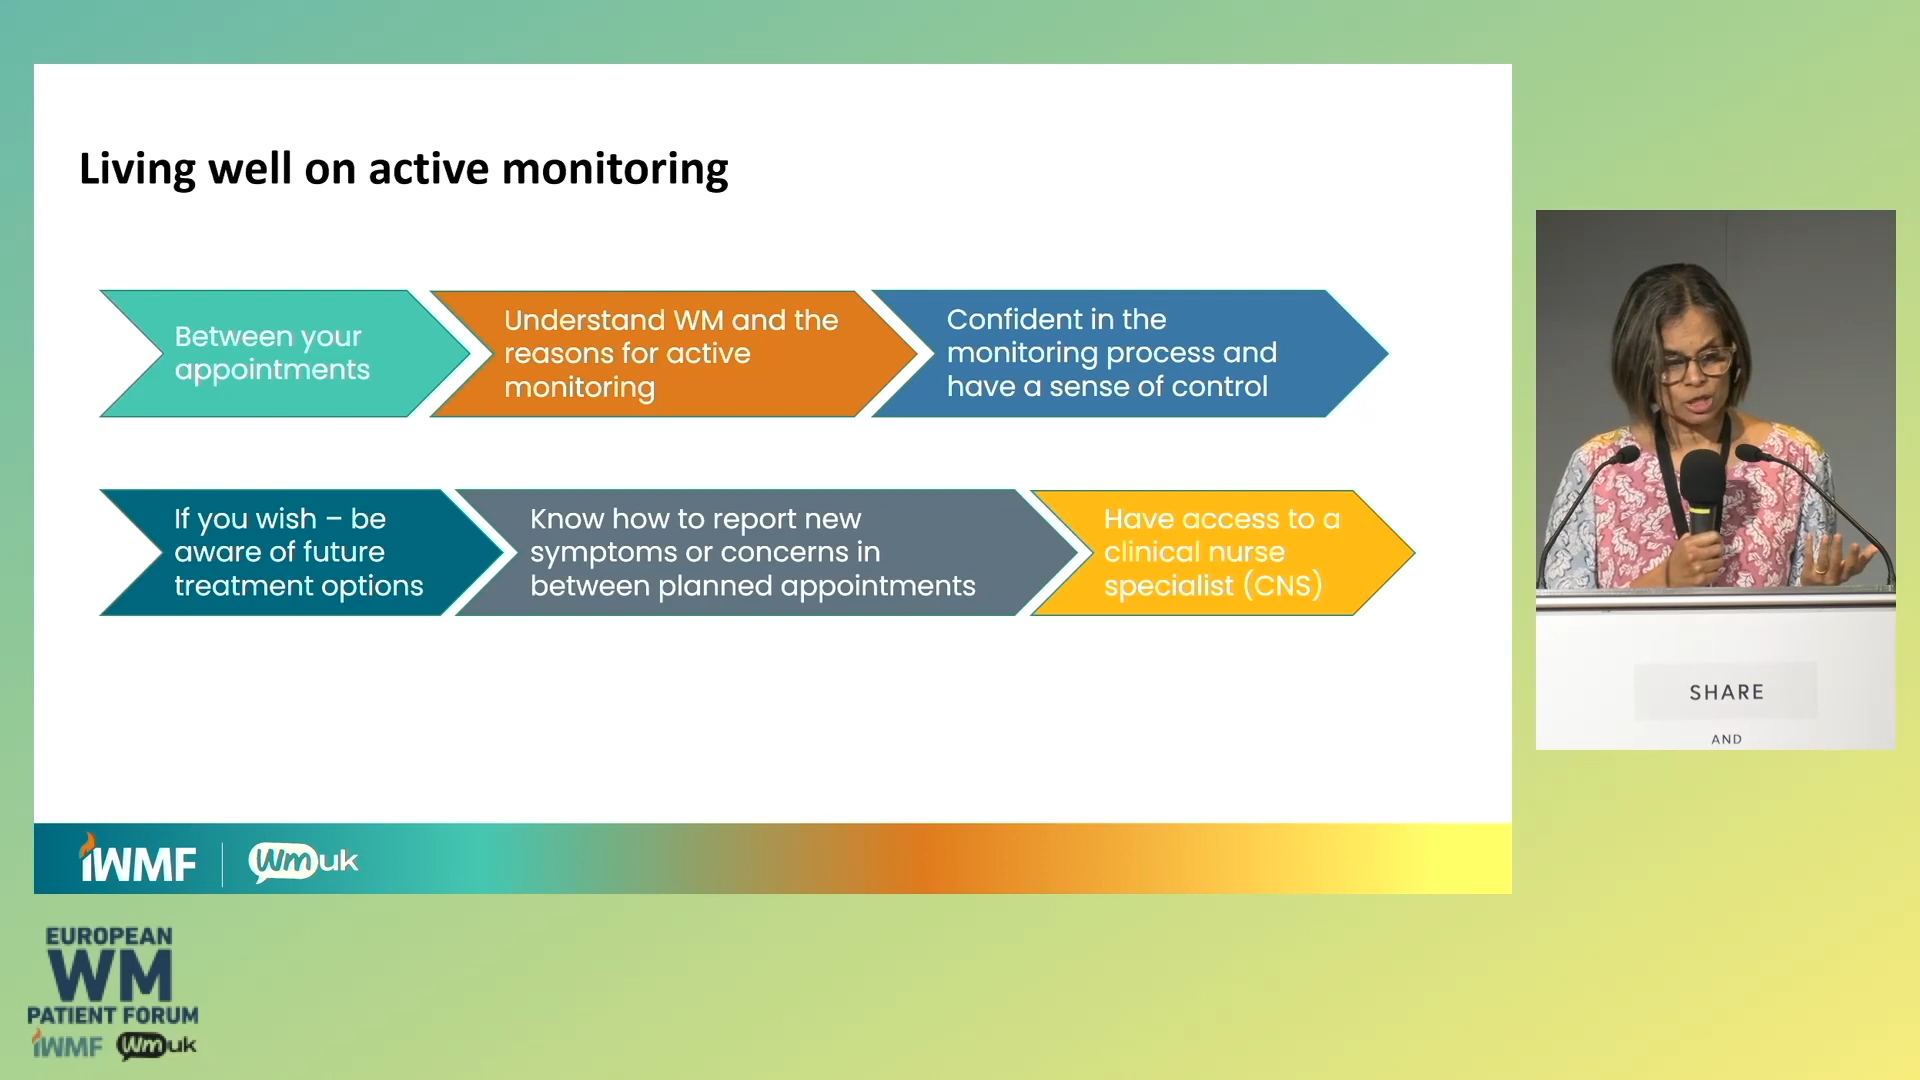 Living well on active monitoring
Between your
appointments
Understand WM and the
reasons for active
monitoring
Confident in the
monitoring process and
have a sense of control
If you wish – be
aware of future
treatment options
Know how to report new
symptoms or concerns in
between planned appointments
Have access to a
clinical nurse
specialist (CNS)
SHARE
AND
iWMF
Wmuk
EUROPEAN
WM
PATIENT FORUM
iWMF Wmuk